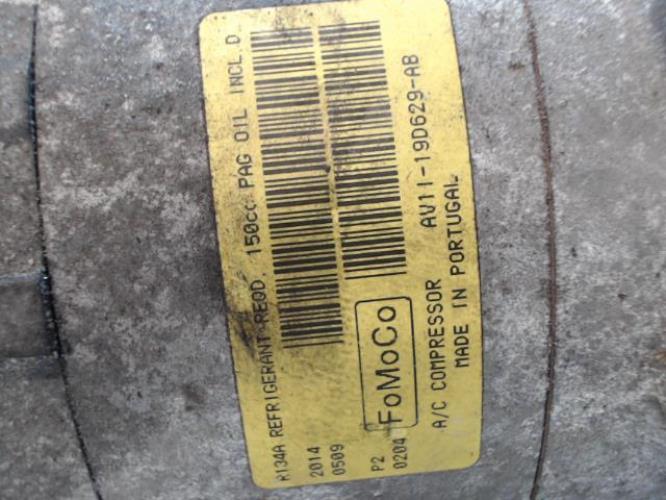 R134A REFRIGERANT REQD. 150cc PAG OIL INCL.D.
2014
0509
P2
0204
FoMoCo
A/C COMPRESSOR AV11-19D629-AB
MADE IN PORTUGAL